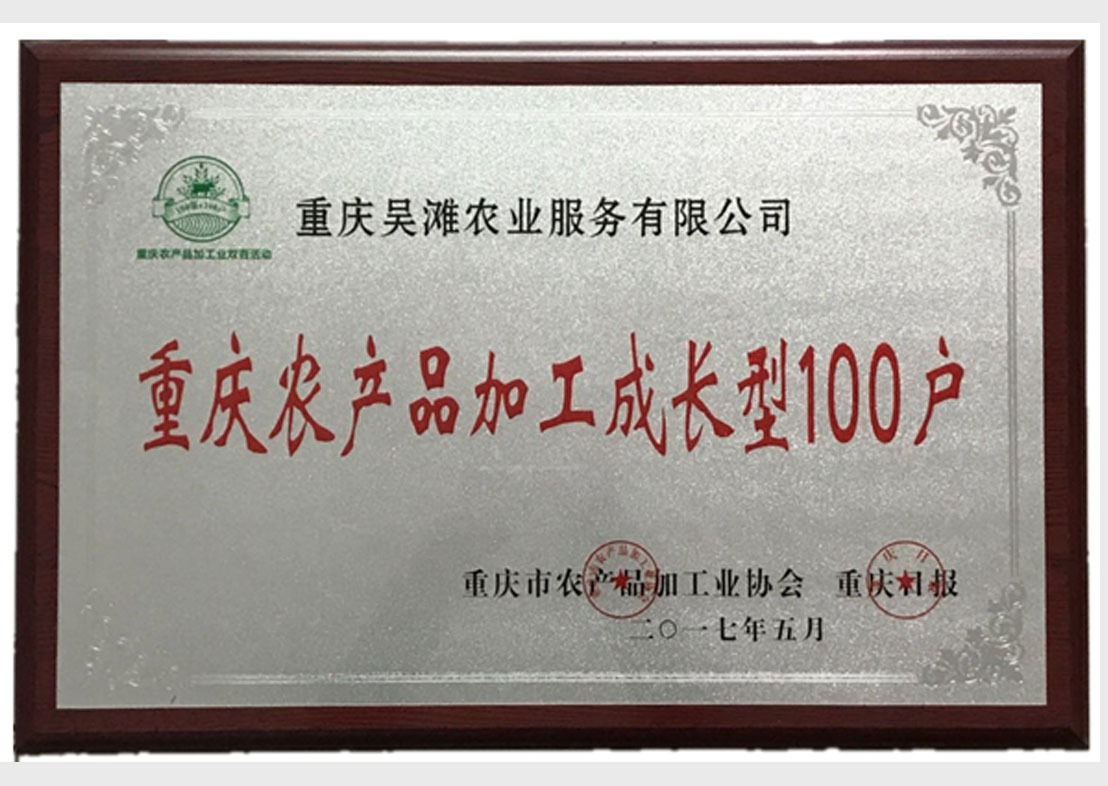 重庆吴滩农业服务有限公司
重庆农产品加工业双百活动
重庆农产品加工成长型100户
重庆市农产品加工业协会 重庆日报
二〇一七年五月